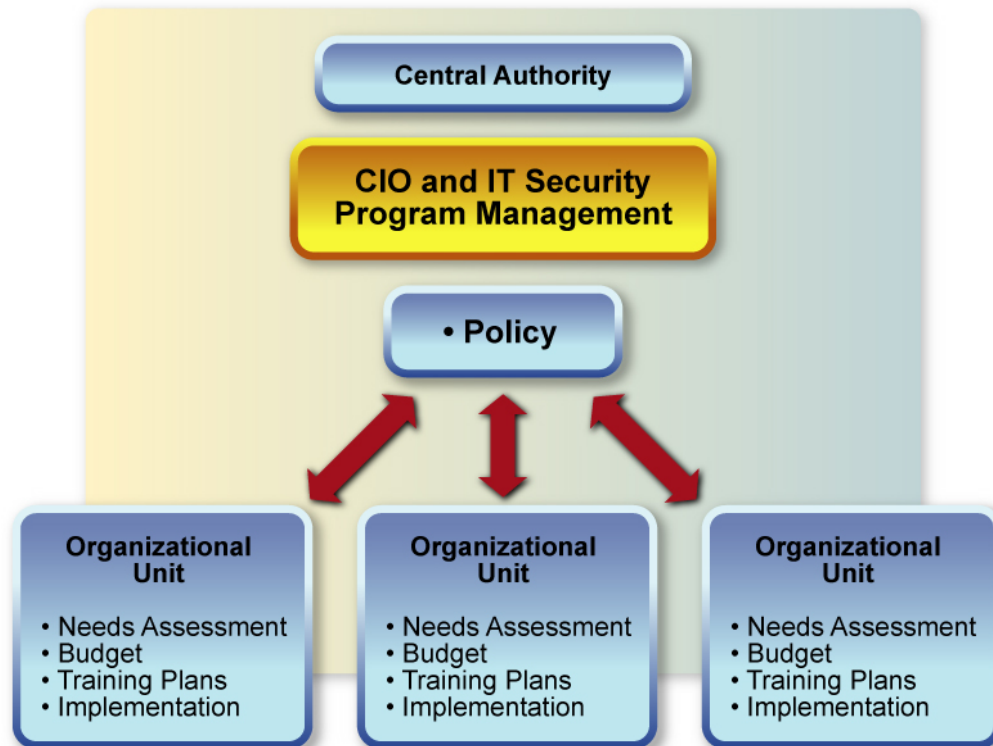 Central Authority
CIO and IT Security
Program Management
• Policy
Organizational
Unit
• Needs Assessment
• Budget
• Training Plans
• Implementation
Organizational
Unit
• Needs Assessment
• Budget
• Training Plans
• Implementation
Organizational
Unit
• Needs Assessment
• Budget
• Training Plans
• Implementation